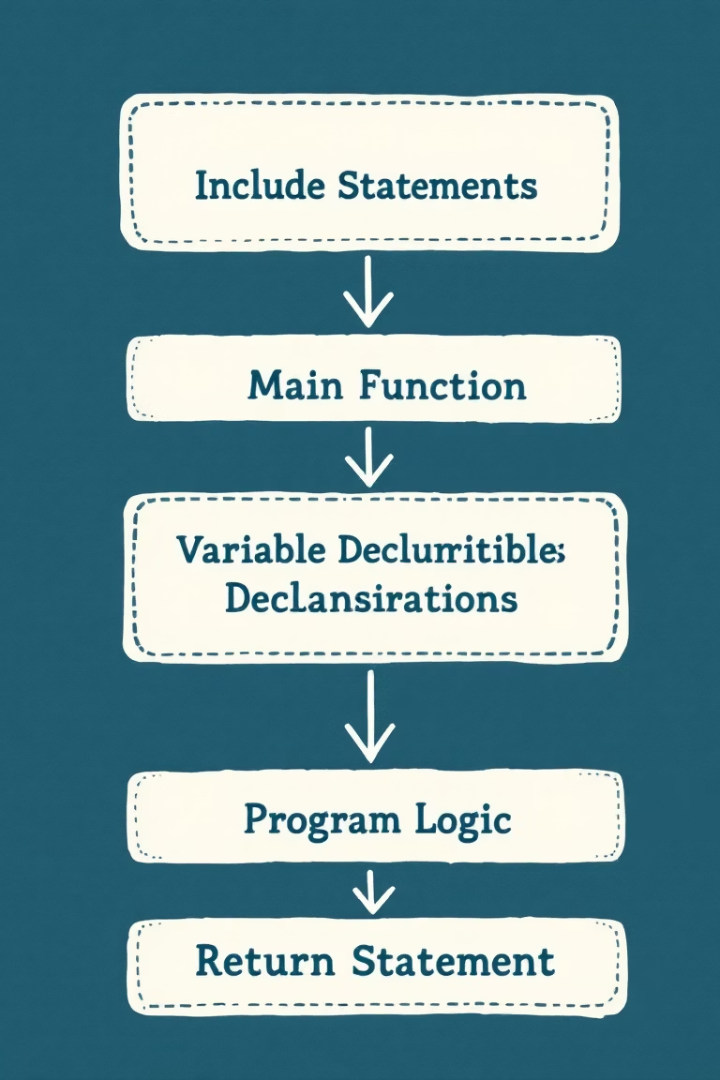 Include Statements
Main Function
Variable Declurritible;
DecLansirations
Program Logic
Return Statement